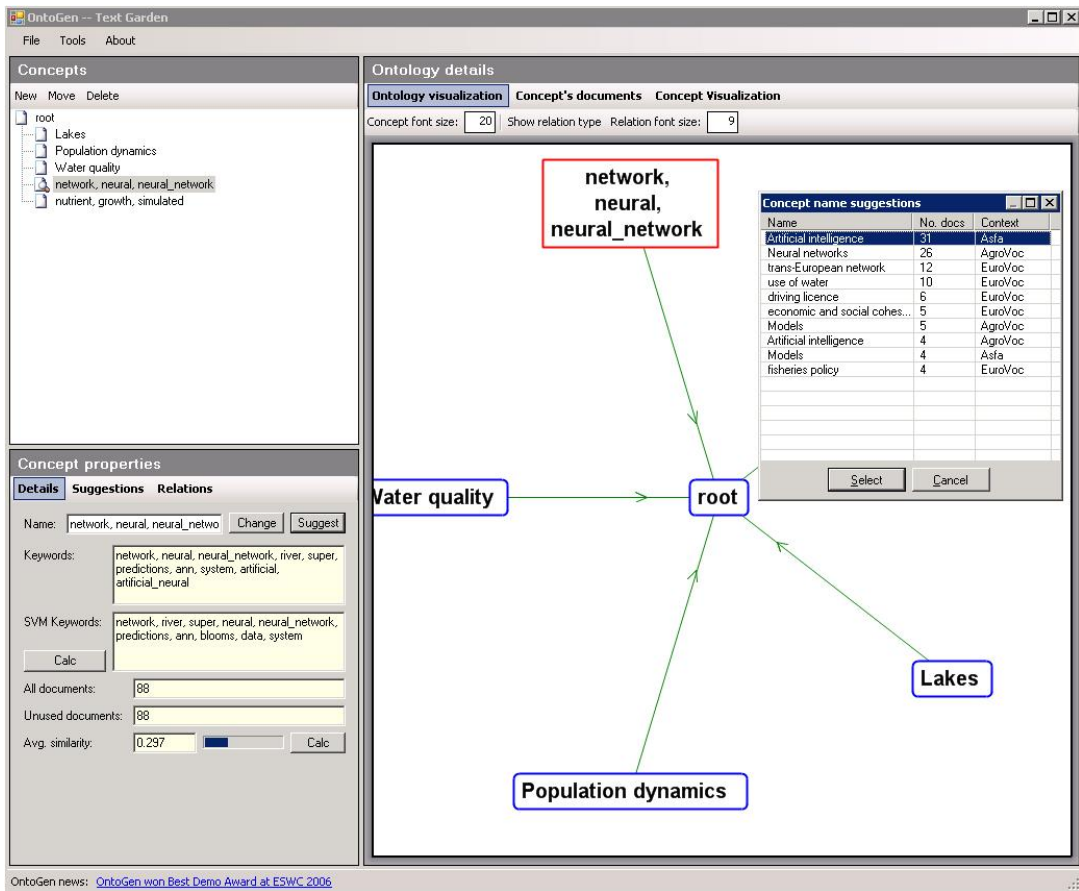 OntoGen -- Text Garden
File Tools About
Concepts
New Move Delete
root
Lakes
Population dynamics
Water quality
network, neural, neural_network
nutrient, growth, simulated
Concept properties
Details Suggestions Relations
Name: network, neural, neural_netwo Change Suggest
Keywords: network, neural, neural_network, river, super,
predictions, ann, system, artificial,
artificial_neural
SVM Keywords: network, river, super, neural, neural_network,
predictions, ann, blooms, data, system
Calc
All documents: 88
Unused documents: 88
Avg. similarity: 0.297 Calc
Ontology details
Ontology visualization Concept's documents Concept Visualization
Concept font size: 20 Show relation type Relation font size: 9
network,
neural,
neural_network
Concept name suggestions
Name No. docs Context
Artificial intelligence 31 Asfa
Neural networks 26 AgroVoc
trans-European network 12 EuroVoc
use of water 10 EuroVoc
driving licence 6 EuroVoc
economic and social cohes... 5 EuroVoc
Models 5 AgroVoc
Artificial intelligence 4 AgroVoc
Models 4 Asfa
fisheries policy 4 EuroVoc
Select Cancel
Water quality
root
Lakes
Population dynamics
OntoGen news: OntoGen won Best Demo Award at ESWC 2006